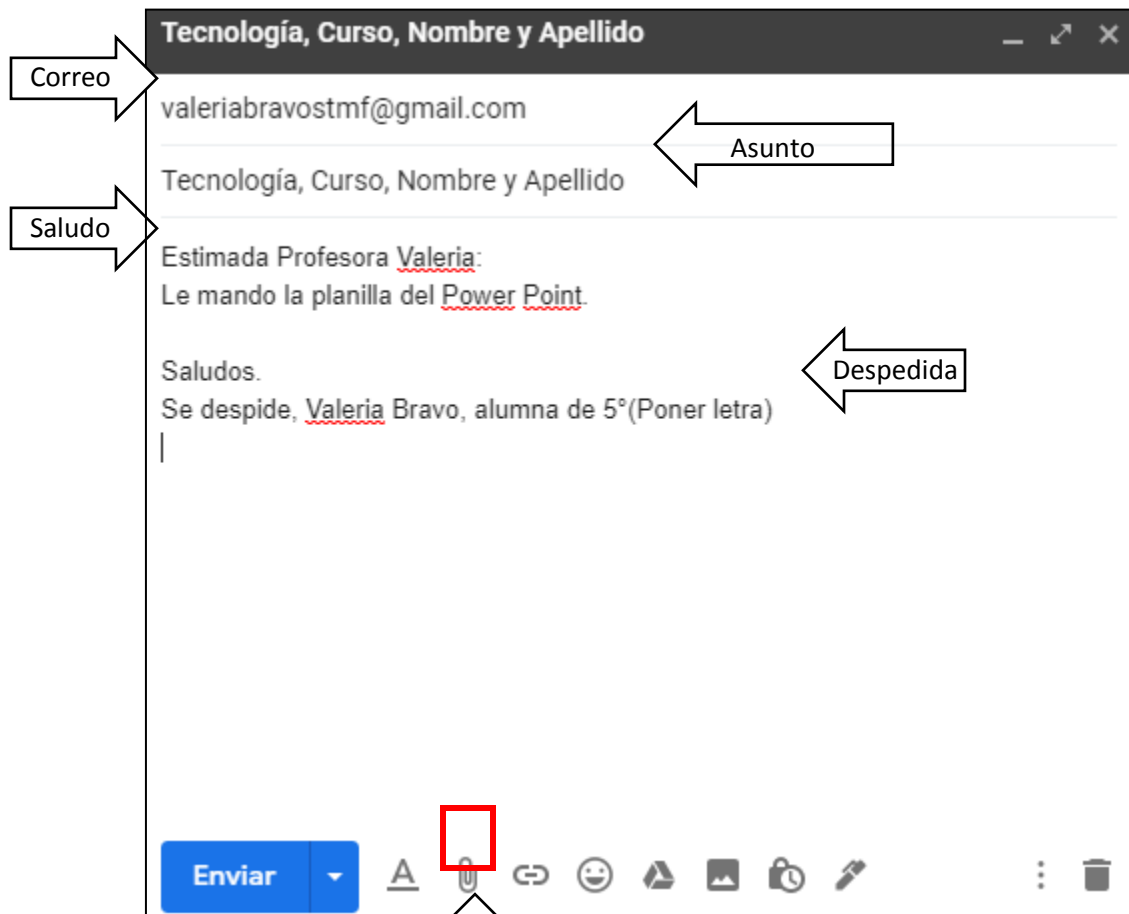 Tecnología, Curso, Nombre y Apellido
Correo
valeriabravostmf@gmail.com
Asunto
Tecnología, Curso, Nombre y Apellido
Saludo
Estimada Profesora Valeria:
Le mando la planilla del Power Point.
Saludos.
Despedida
Se despide, Valeria Bravo, alumna de 5°(Poner letra)
Enviar